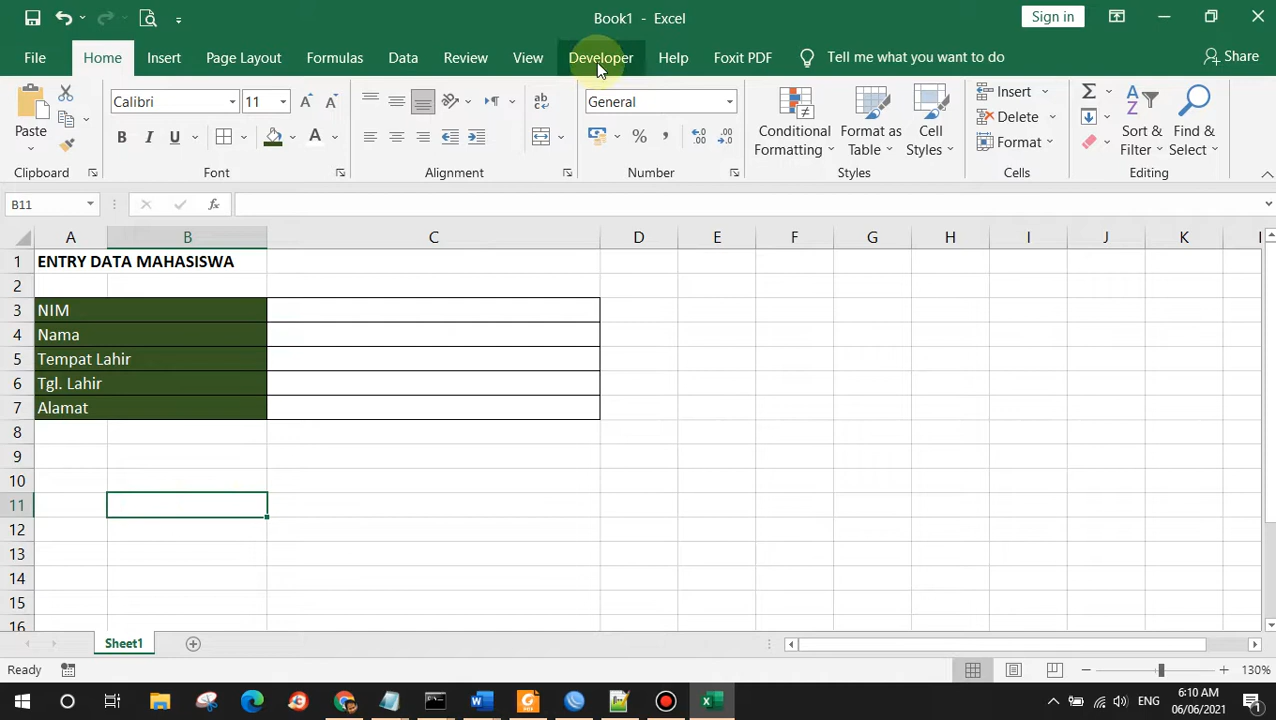 Book1 - Excel
Sign in
File Home Insert Page Layout Formulas Data Review View Developer Help Foxit PDF Tell me what you want to do Share
Calibri 11 General
Paste
Conditional Formatting
Format as Table
Cell Styles
Insert
Delete
Format
Sort & Filter
Find & Select
Clipboard Font Alignment Number Styles Cells Editing
B11 fx
A B C D E F G H I J K L
1 ENTRY DATA MAHASISWA
2
3 NIM
4 Nama
5 Tempat Lahir
6 Tgl. Lahir
7 Alamat
8
9
10
11
12
13
14
15
16
Sheet1
Ready 130%
ENG 6:10 AM
06/06/2021 1